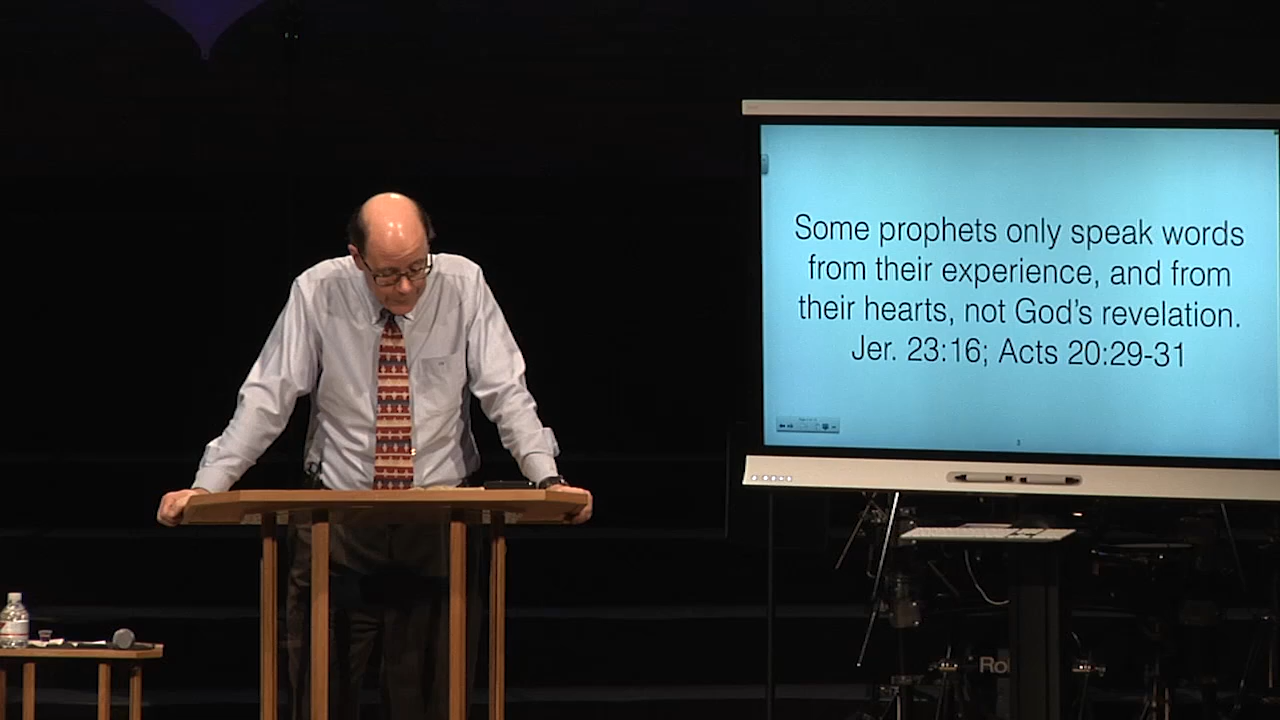 Some prophets only speak words
from their experience, and from
their hearts, not God's revelation.
Jer. 23:16; Acts 20:29-31
Ro